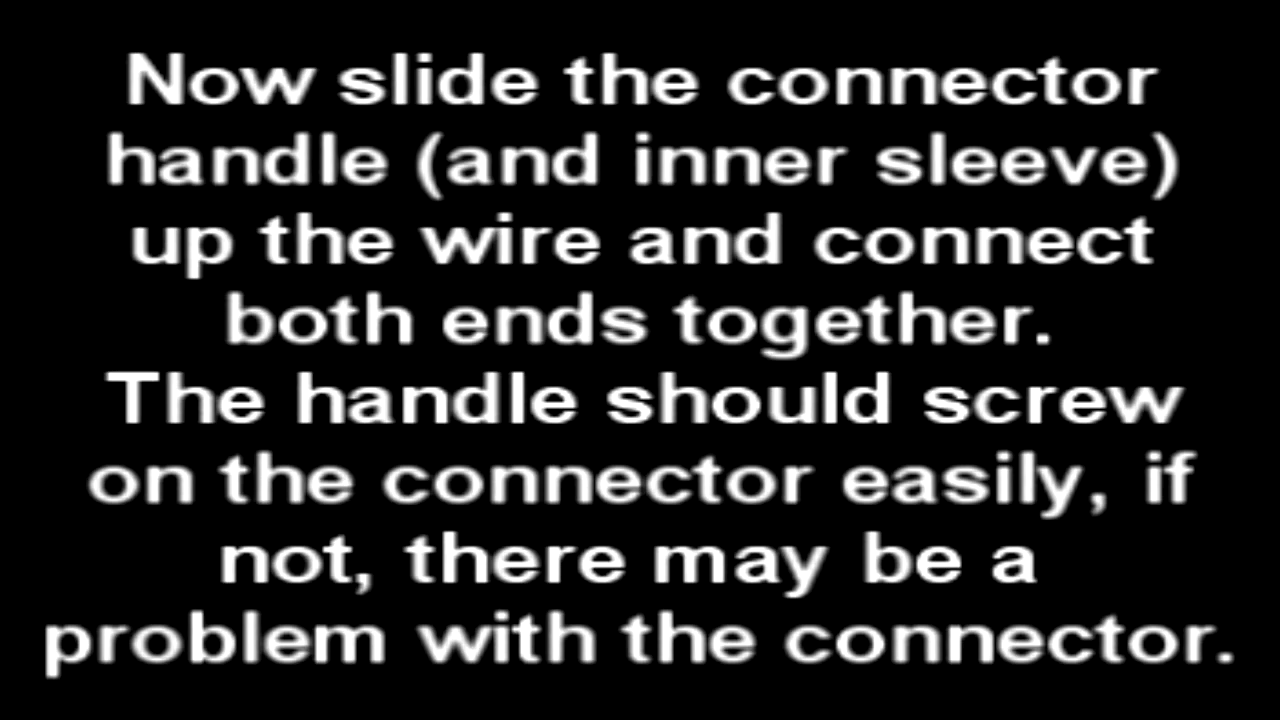 Now slide the connector
handle (and inner sleeve)
up the wire and connect
both ends together.
The handle should screw
on the connector easily, if
not, there may be a
problem with the connector.